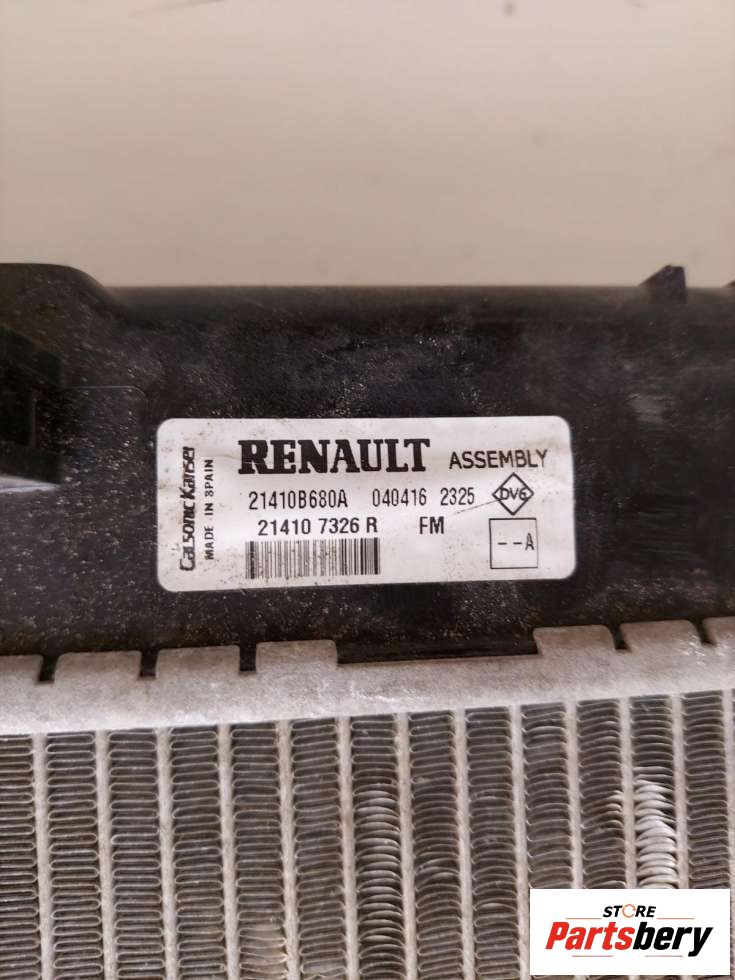 RENAULT ASSEMBLY
21410B680A 040416 2325 DV6
21410 7326 R FM
--A
Calsonic Kansei
MADE IN SPAIN
STORE
Partsbery